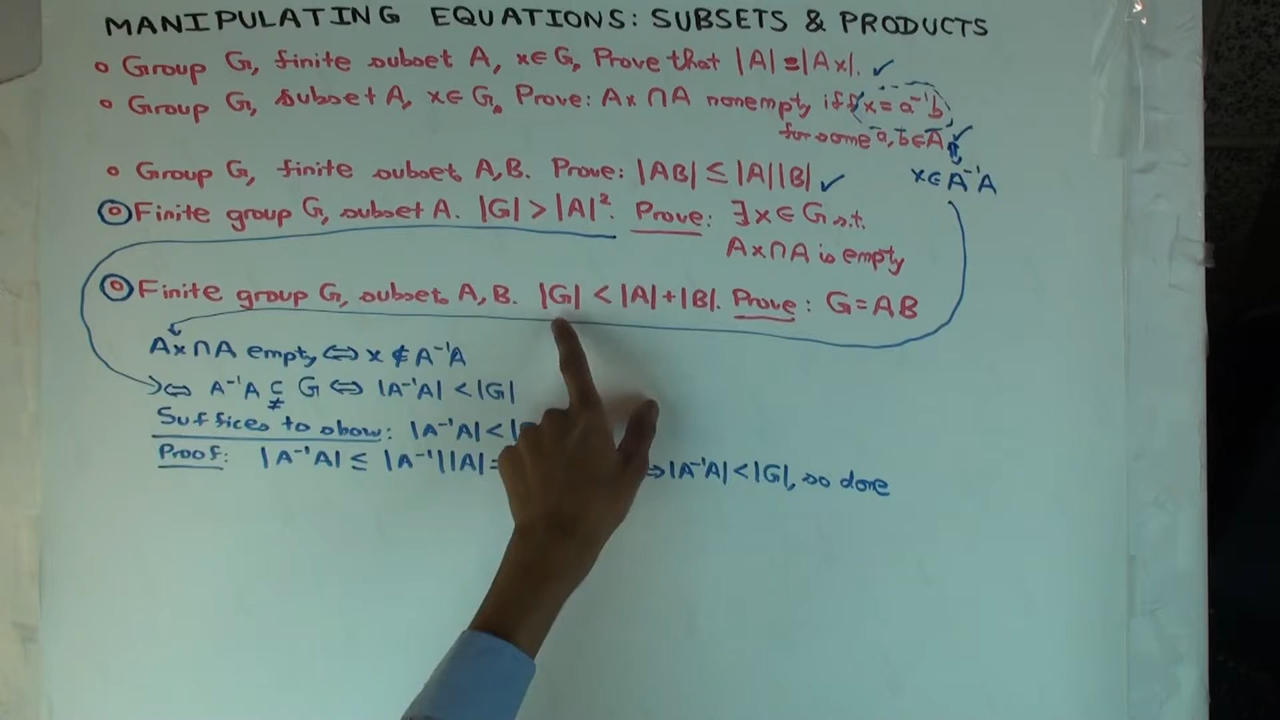 MANIPULATING EQUATIONS: SUBSETS & PRODUCTS
Group G, finite subset A, x∈G, Prove that |A|=|Ax|. ✓
Group G, subset A, x∈G. Prove: Ax∩A nonempty iff x=a⁻¹b,
for some a,b∈A ✓
x∈A⁻¹A
Group G, finite subset A,B. Prove: |AB| ≤ |A||B| ✓
Finite group G, subset A. |G| > |A|². Prove: ∃x∈G s.t.
Ax∩A is empty
Finite group G, subset A,B. |G| < |A|+|B|. Prove: G=AB
Ax∩A empty ⇔ x∉A⁻¹A
⇔ A⁻¹A ⊊ G ⇔ |A⁻¹A| < |G|
Suffices to show: |A⁻¹A| < |
Proof: |A⁻¹A| ≤ |A⁻¹||A| = ⇒ |A⁻¹A| < |G|, so done